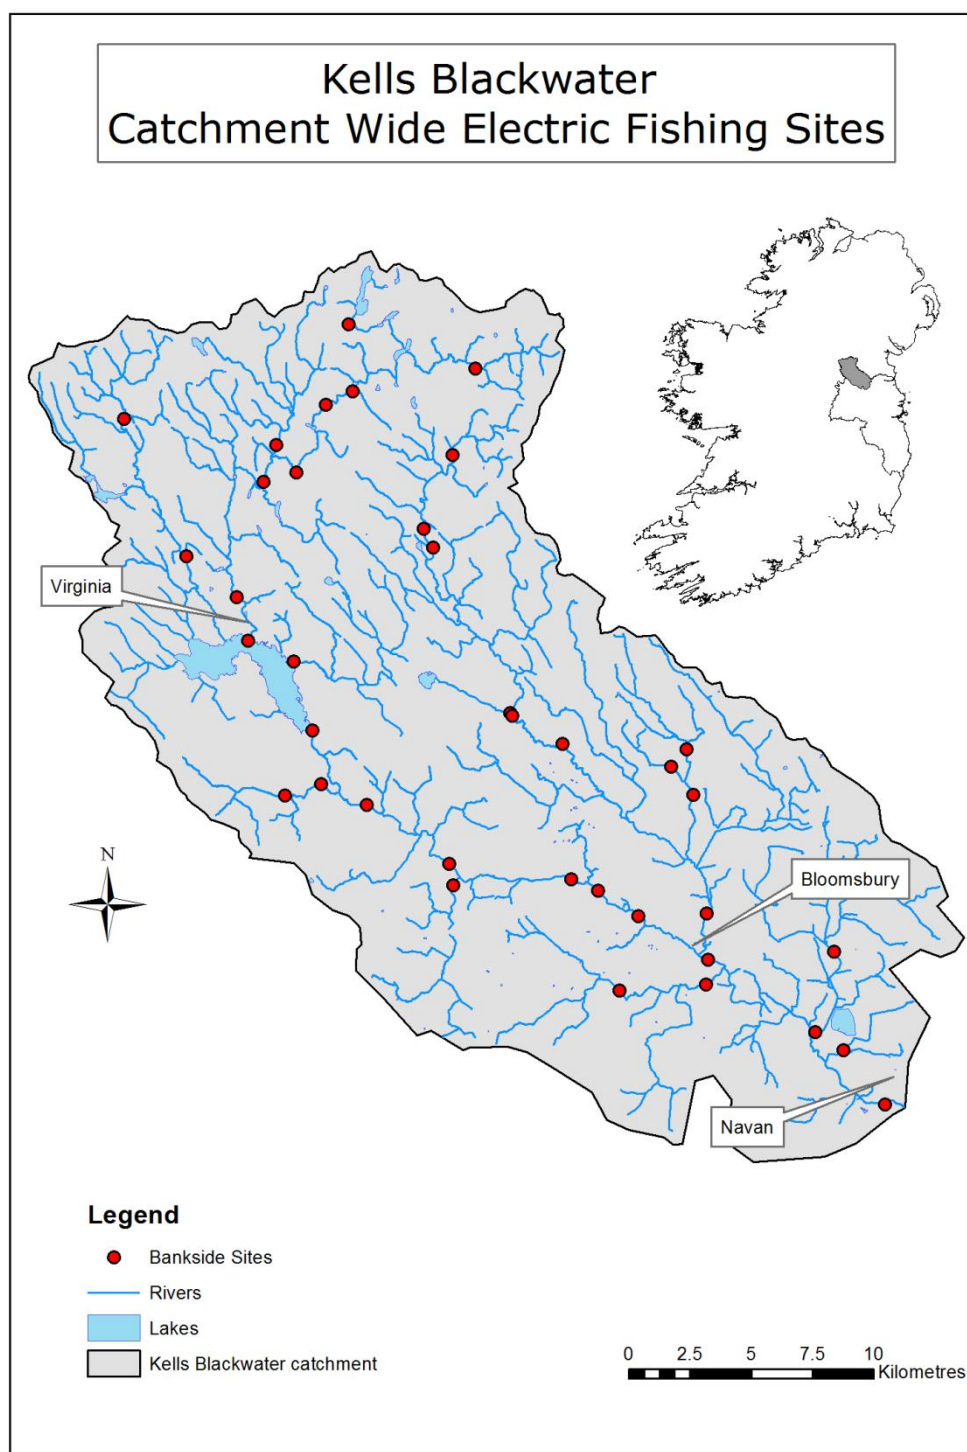 Kells Blackwater
Catchment Wide Electric Fishing Sites
Virginia
N
Bloomsbury
Navan
Legend
Bankside Sites
Rivers
Lakes
Kells Blackwater catchment
0 2.5 5 7.5 10
Kilometres